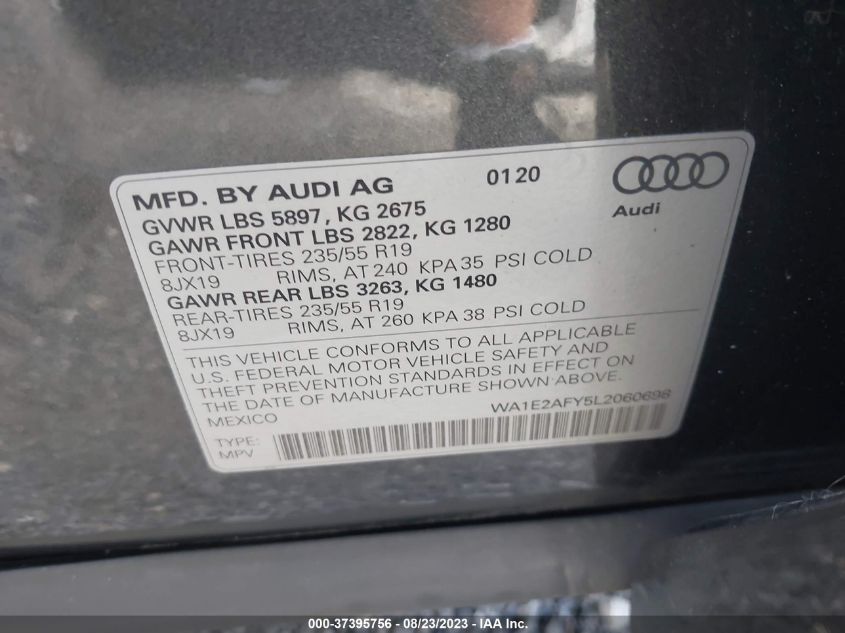 MFD. BY AUDI AG 0120
Audi
GVWR LBS 5897, KG 2675
GAWR FRONT LBS 2822, KG 1280
FRONT-TIRES 235/55 R19
8JX19 RIMS, AT 240 KPA 35 PSI COLD
GAWR REAR LBS 3263, KG 1480
REAR-TIRES 235/55 R19
8JX19 RIMS, AT 260 KPA 38 PSI COLD
THIS VEHICLE CONFORMS TO ALL APPLICABLE
U.S. FEDERAL MOTOR VEHICLE SAFETY AND
THEFT PREVENTION STANDARDS IN EFFECT ON
THE DATE OF MANUFACTURE SHOWN ABOVE.
MEXICO WA1E2AFY5L2060696
TYPE:
MPV
000-37395756 - 08/23/2023 - IAA Inc.